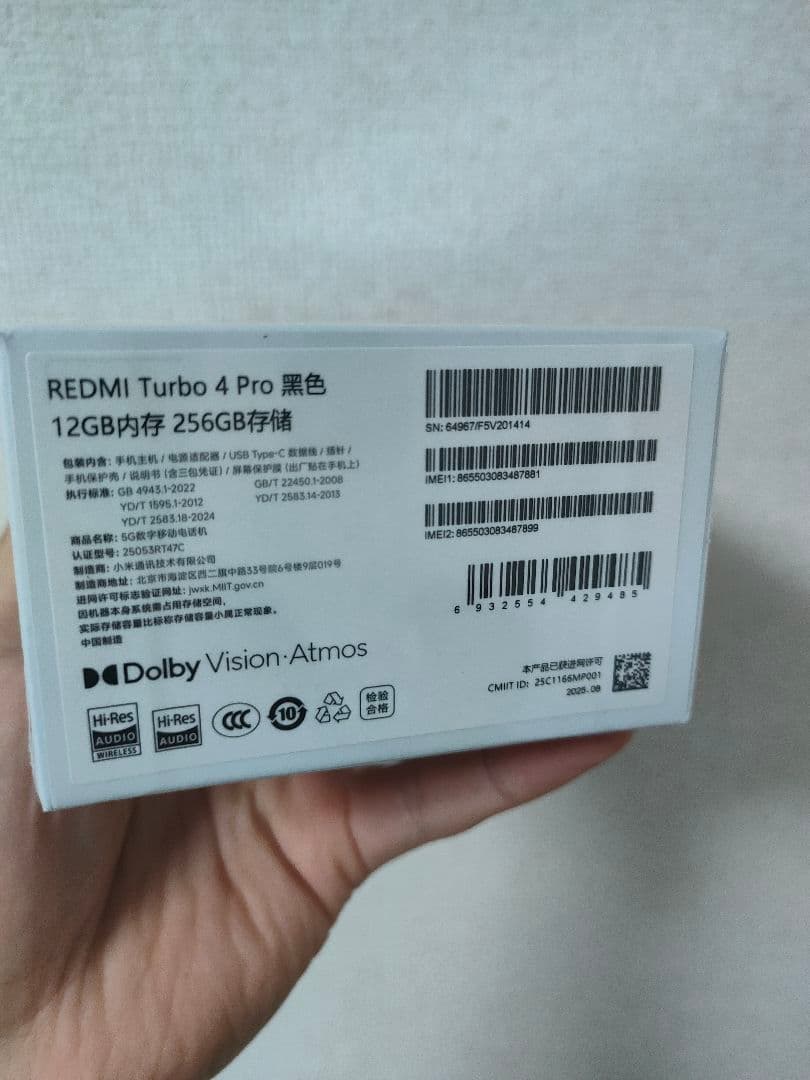 REDMI Turbo 4 Pro 黑色
12GB内存 256GB存储
包装内含：手机主机 / 电源适配器 / USB Type-C 数据线 / 插针 /
手机保护壳 / 说明书 (含三包凭证) / 屏幕保护膜 (出厂贴在手机上)
执行标准：GB 4943.1-2022 GB/T 22450.1-2008
YD/T 1595.1-2012 YD/T 2583.14-2013
YD/T 2583.18-2024
商品名称：5G数字移动电话机
认证型号：25053RT47C
制造商：小米通讯技术有限公司
制造商地址：北京市海淀区西二旗中路33号院6号楼9层019号
进网许可标志验证网址：jwxk.MIIT.gov.cn
因机器本身系统需占用存储空间，
实际存储容量比标称存储容量小属正常现象。
中国制造
Dolby Vision·Atmos
Hi-Res
AUDIO
WIRELESS
Hi-Res
AUDIO
CCC
10
检验
合格
SN: 64967/F5V201414
IMEI1: 865503083487881
IMEI2: 865503083487899
6 932554 429485
本产品已获进网许可
CMIIT ID: 25C1166MP001
2025.08